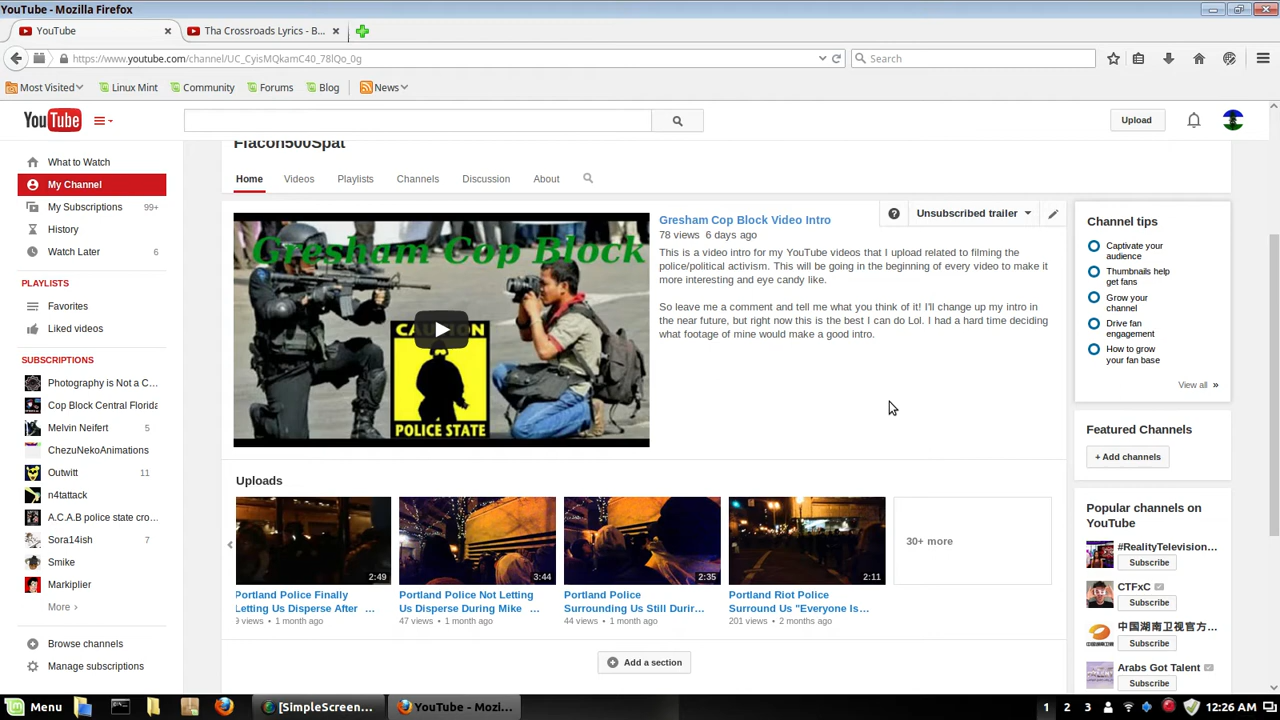 YouTube - Mozilla Firefox
YouTube
Tha Crossroads Lyrics - B...
https://www.youtube.com/channel/UC_CyisMQkamC40_78lQo_0g
Search
Most Visited
Linux Mint
Community
Forums
Blog
News
YouTube
Upload
Flacon500Spat
Home
Videos
Playlists
Channels
Discussion
About
What to Watch
My Channel
My Subscriptions 99+
History
Watch Later 6
PLAYLISTS
Favorites
Liked videos
SUBSCRIPTIONS
Photography is Not a C...
Cop Block Central Florida
Melvin Neifert 5
ChezuNekoAnimations
Outwitt 11
n4tattack
A.C.A.B police state cro...
Sora14ish 7
Smike
Markiplier
More ›
Browse channels
Manage subscriptions
Gresham Cop Block
CAUTION
POLICE STATE
Gresham Cop Block Video Intro
Unsubscribed trailer
78 views 6 days ago
This is a video intro for my YouTube videos that I upload related to filming the
police/political activism. This will be going in the beginning of every video to make it
more interesting and eye candy like.
So leave me a comment and tell me what you think of it! I'll change up my intro in
the near future, but right now this is the best I can do Lol. I had a hard time deciding
what footage of mine would make a good intro.
Channel tips
Captivate your
audience
Thumbnails help
get fans
Grow your
channel
Drive fan
engagement
How to grow
your fan base
View all »
Featured Channels
+ Add channels
Popular channels on
YouTube
#RealityTelevision...
Subscribe
CTFxC
Subscribe
中国湖南卫视官方...
Subscribe
Arabs Got Talent
Subscribe
Uploads
2:49
3:44
2:35
2:11
30+ more
Portland Police Finally
Letting Us Disperse After ...
9 views • 1 month ago
Portland Police Not Letting
Us Disperse During Mike ...
47 views • 1 month ago
Portland Police
Surrounding Us Still Durir...
44 views • 1 month ago
Portland Riot Police
Surround Us "Everyone Is...
201 views • 2 months ago
Add a section
Menu
[SimpleScreen...
YouTube - Mozi...
1 2 3
12:26 AM